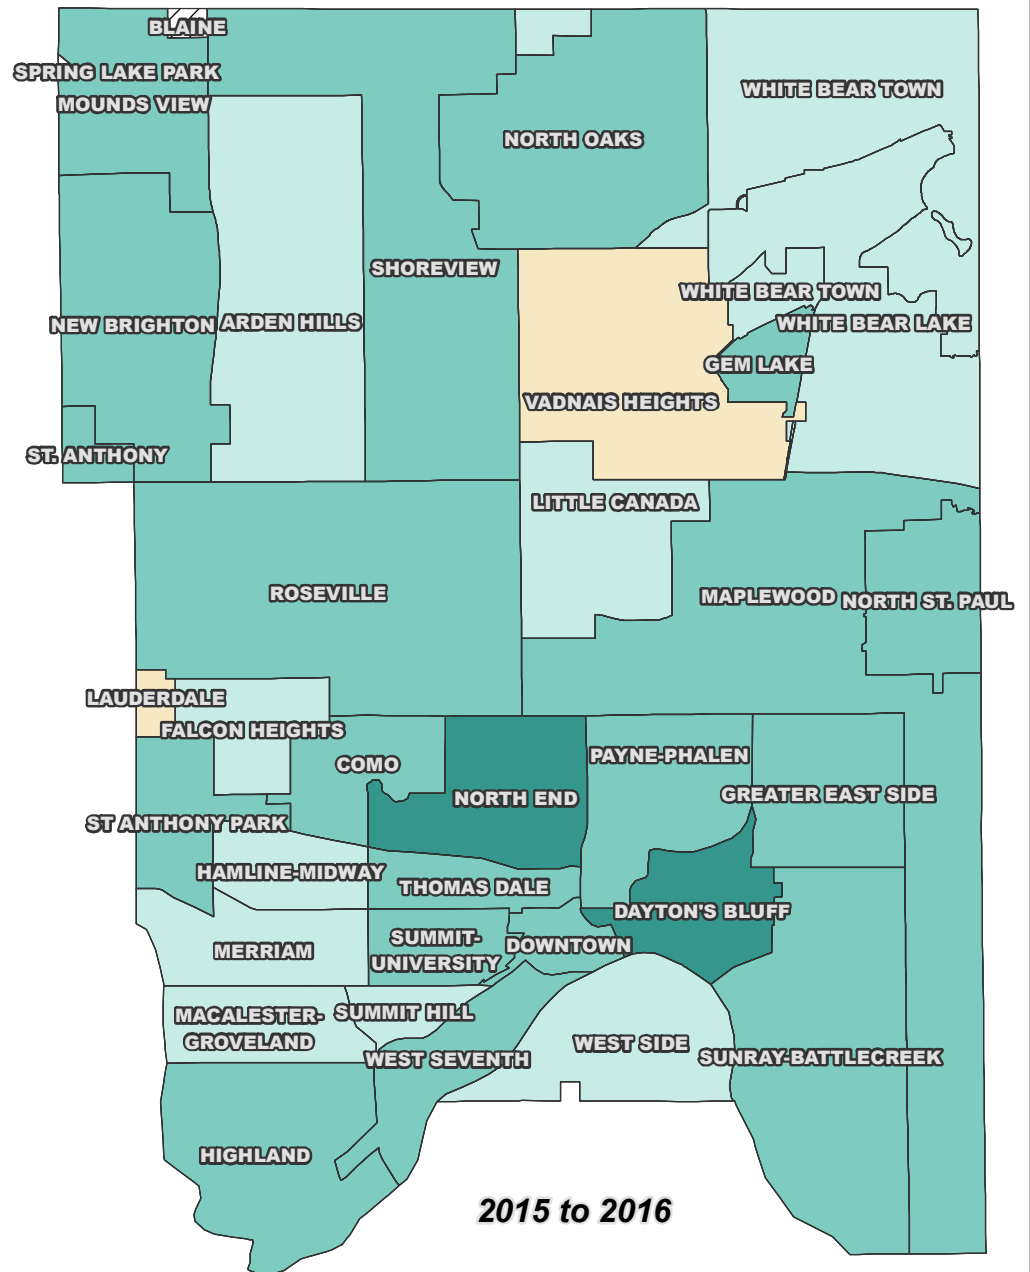 BLAINE
SPRING LAKE PARK
WHITE BEAR TOWN
MOUNDS VIEW
NORTH OAKS
SHOREVIEW
WHITE BEAR TOWN
NEW BRIGHTON
ARDEN HILLS
WHITE BEAR LAKE
GEM LAKE
VADNAIS HEIGHTS
ST. ANTHONY
LITTLE CANADA
ROSEVILLE
MAPLEWOOD
NORTH ST. PAUL
LAUDERDALE
FALCON HEIGHTS
PAYNE-PHALEN
COMO
NORTH END
GREATER EAST SIDE
ST ANTHONY PARK
HAMLINE-MIDWAY
THOMAS DALE
DAYTON'S BLUFF
SUMMIT-
UNIVERSITY
DOWNTOWN
MERRIAM
MACALESTER-
GROVELAND
SUMMIT HILL
WEST SEVENTH
WEST SIDE
SUNRAY-BATTLECREEK
HIGHLAND
2015 to 2016